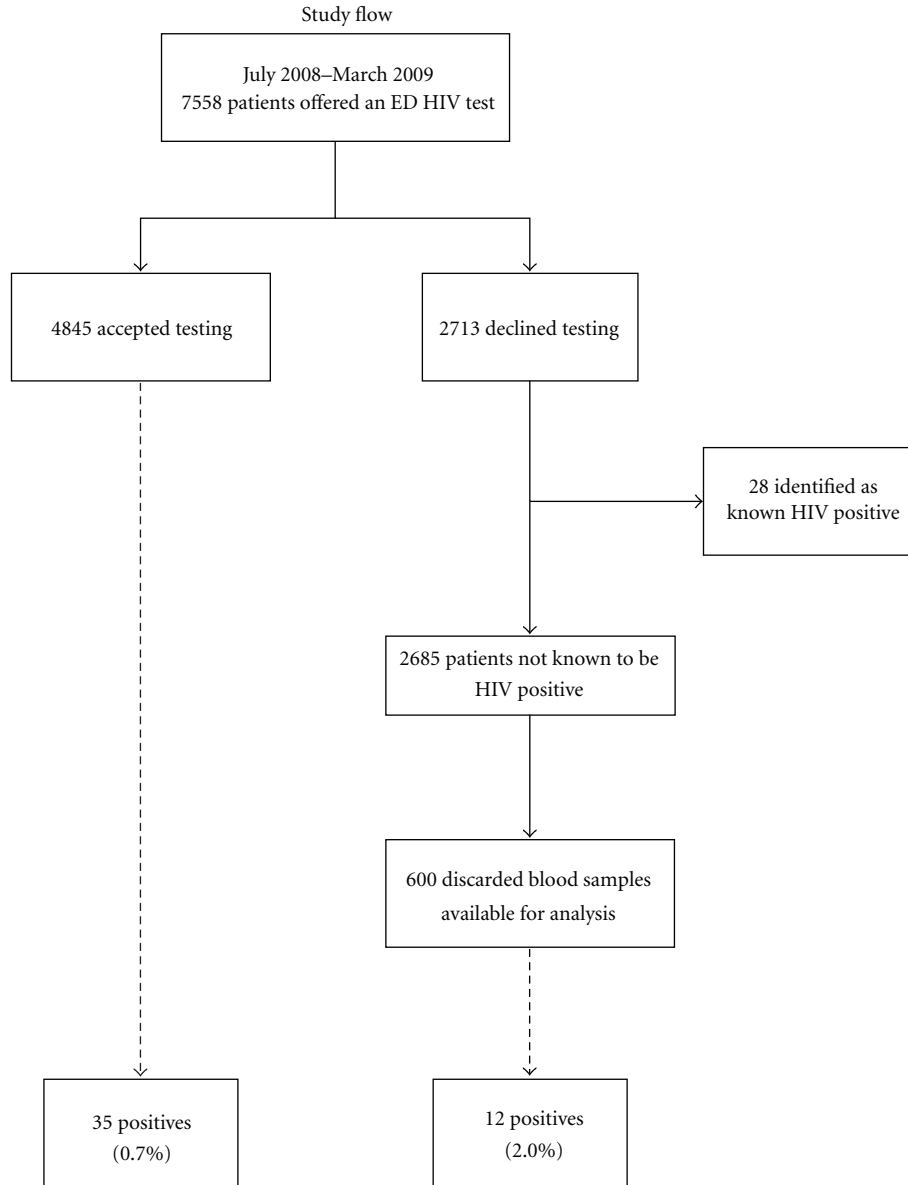 Study flow
July 2008–March 2009
7558 patients offered an ED HIV test
4845 accepted testing
2713 declined testing
28 identified as
known HIV positive
2685 patients not known to be
HIV positive
600 discarded blood samples
available for analysis
35 positives
(0.7%)
12 positives
(2.0%)